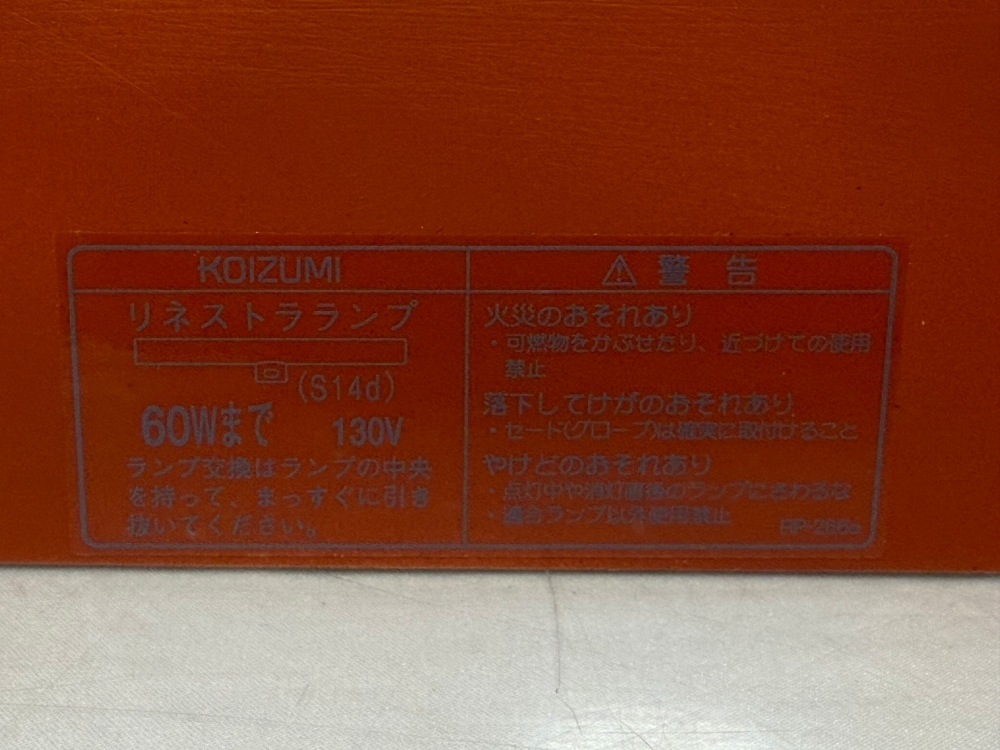 KOIZUMI
リネストラランプ
(S14d)
60Wまで 130V
ランプ交換はランプの中央
を持って、まっすぐに引き
抜いてください。
⚠ 警告
火災のおそれあり
・可燃物をかぶせたり、近づけての使用
禁止
落下してけがのおそれあり
・セード(グローブ)は確実に取付けること
やけどのおそれあり
・点灯中や消灯直後のランプにさわるな
・適合ランプ以外使用禁止